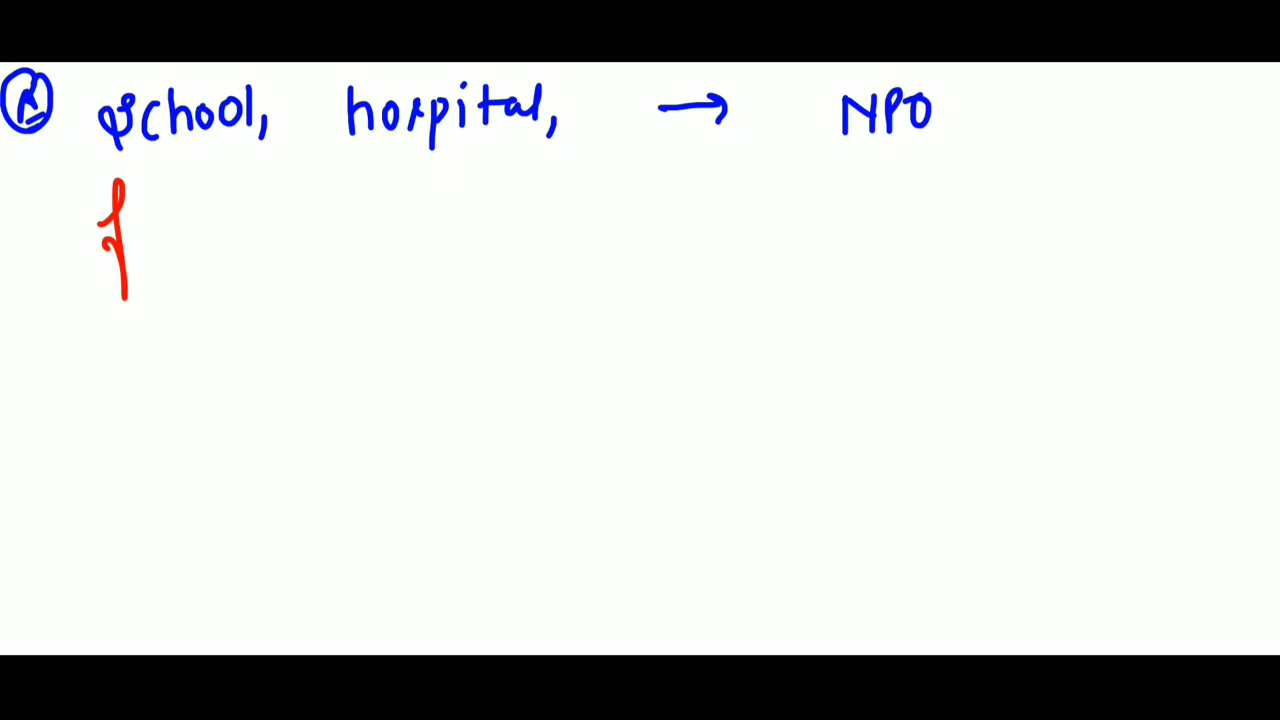 Ⓐ School, hospital, → NPO
f